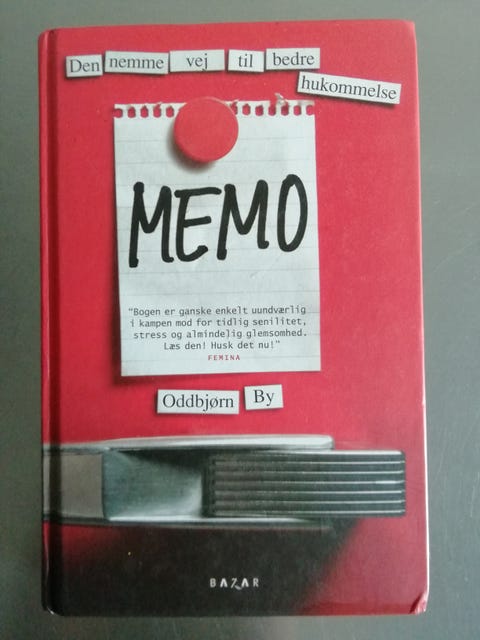 Den nemme vej til bedre
hukommelse
MEMO
"Bogen er ganske enkelt uundværlig
i kampen mod for tidlig senilitet,
stress og almindelig glemsomhed.
Læs den! Husk det nu!"
FEMINA
Oddbjørn By
BAZAR